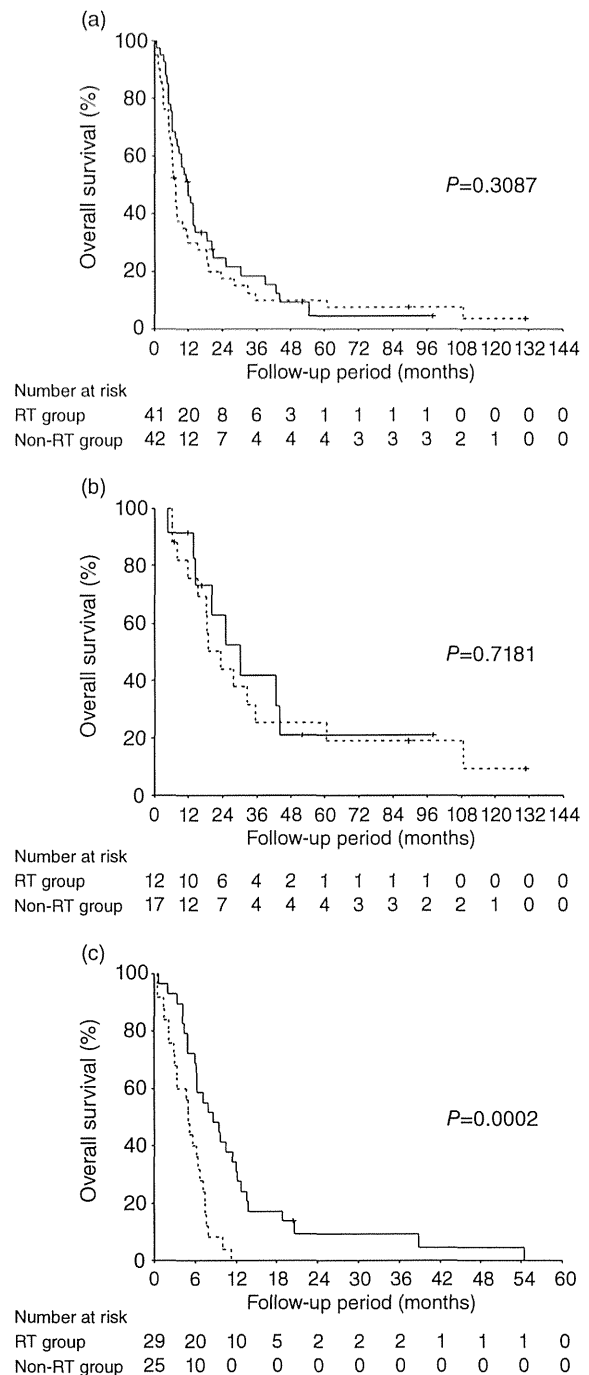 (a)
100
80
60
40
20
0
Overall survival (%)
P=0.3087
0 12 24 36 48 60 72 84 96 108 120 132 144
Follow-up period (months)
Number at risk
RT group 41 20 8 6 3 1 1 1 1 0 0 0 0
Non-RT group 42 12 7 4 4 4 3 3 3 2 1 0 0
(b)
100
80
60
40
20
0
Overall survival (%)
P=0.7181
0 12 24 36 48 60 72 84 96 108 120 132 144
Follow-up period (months)
Number at risk
RT group 12 10 6 4 2 1 1 1 1 0 0 0 0
Non-RT group 17 12 7 4 4 4 3 3 2 2 1 0 0
(c)
100
80
60
40
20
0
Overall survival (%)
P=0.0002
0 6 12 18 24 30 36 42 48 54 60
Follow-up period (months)
Number at risk
RT group 29 20 10 5 2 2 2 1 1 1 0
Non-RT group 25 10 0 0 0 0 0 0 0 0 0